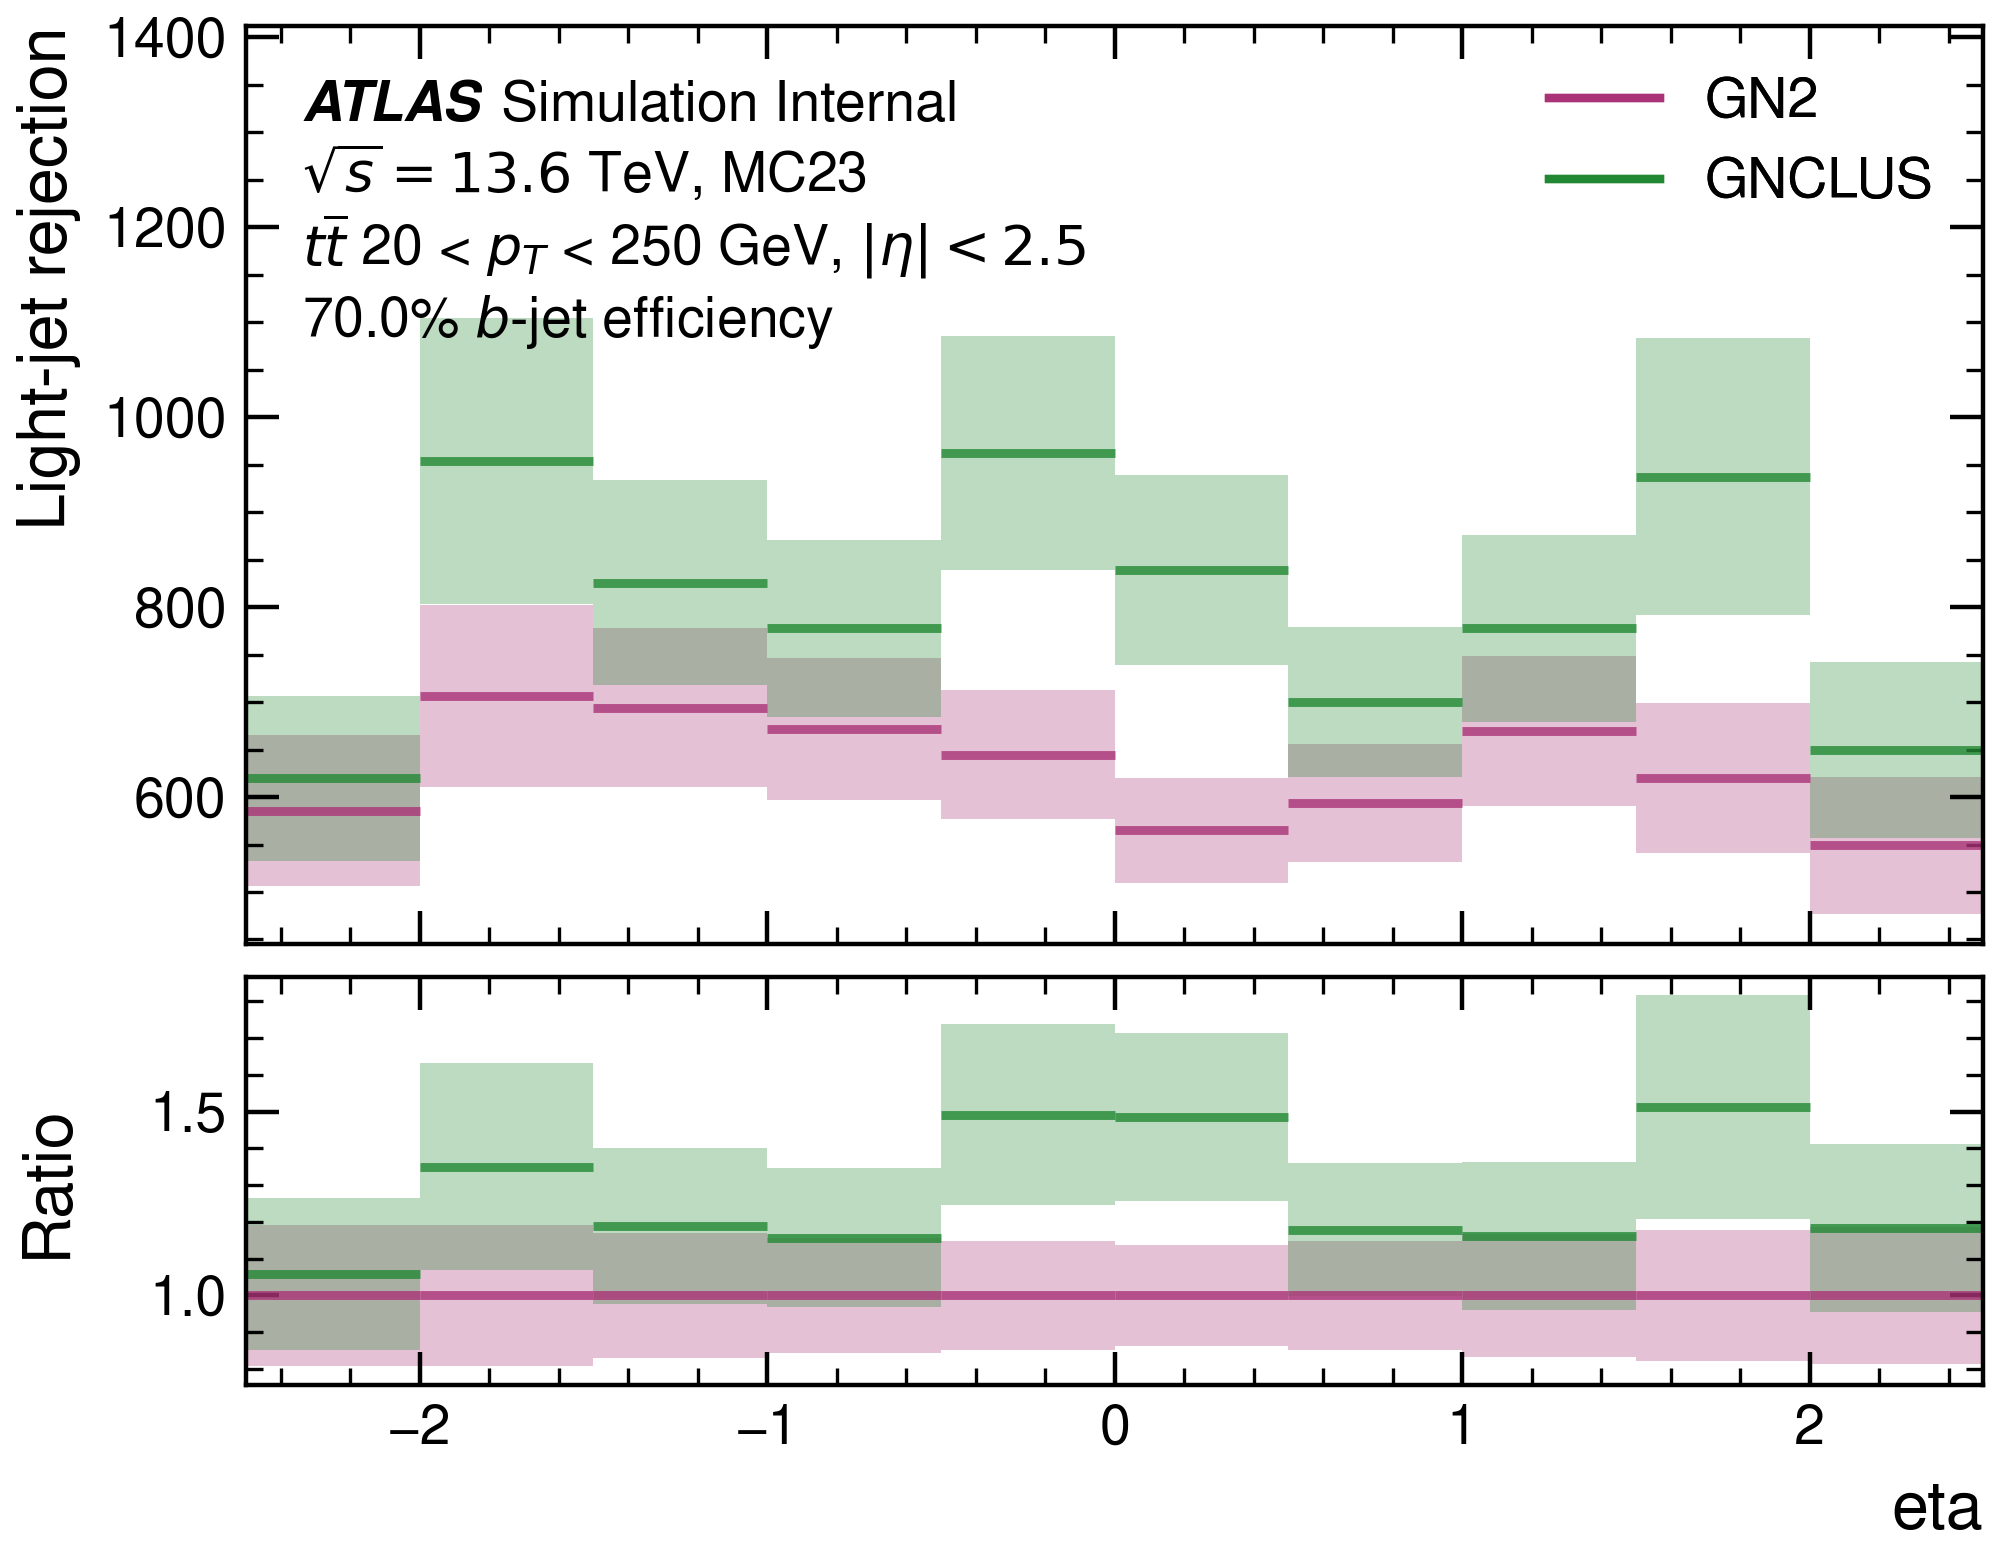 1400
1200
1000
800
600
Light-jet rejection
ATLAS Simulation Internal
√s = 13.6 TeV, MC23
tt̄ 20 < p_T < 250 GeV, |η| < 2.5
70.0% b-jet efficiency
GN2
GNCLUS
1.5
1.0
Ratio
−2 −1 0 1 2
eta